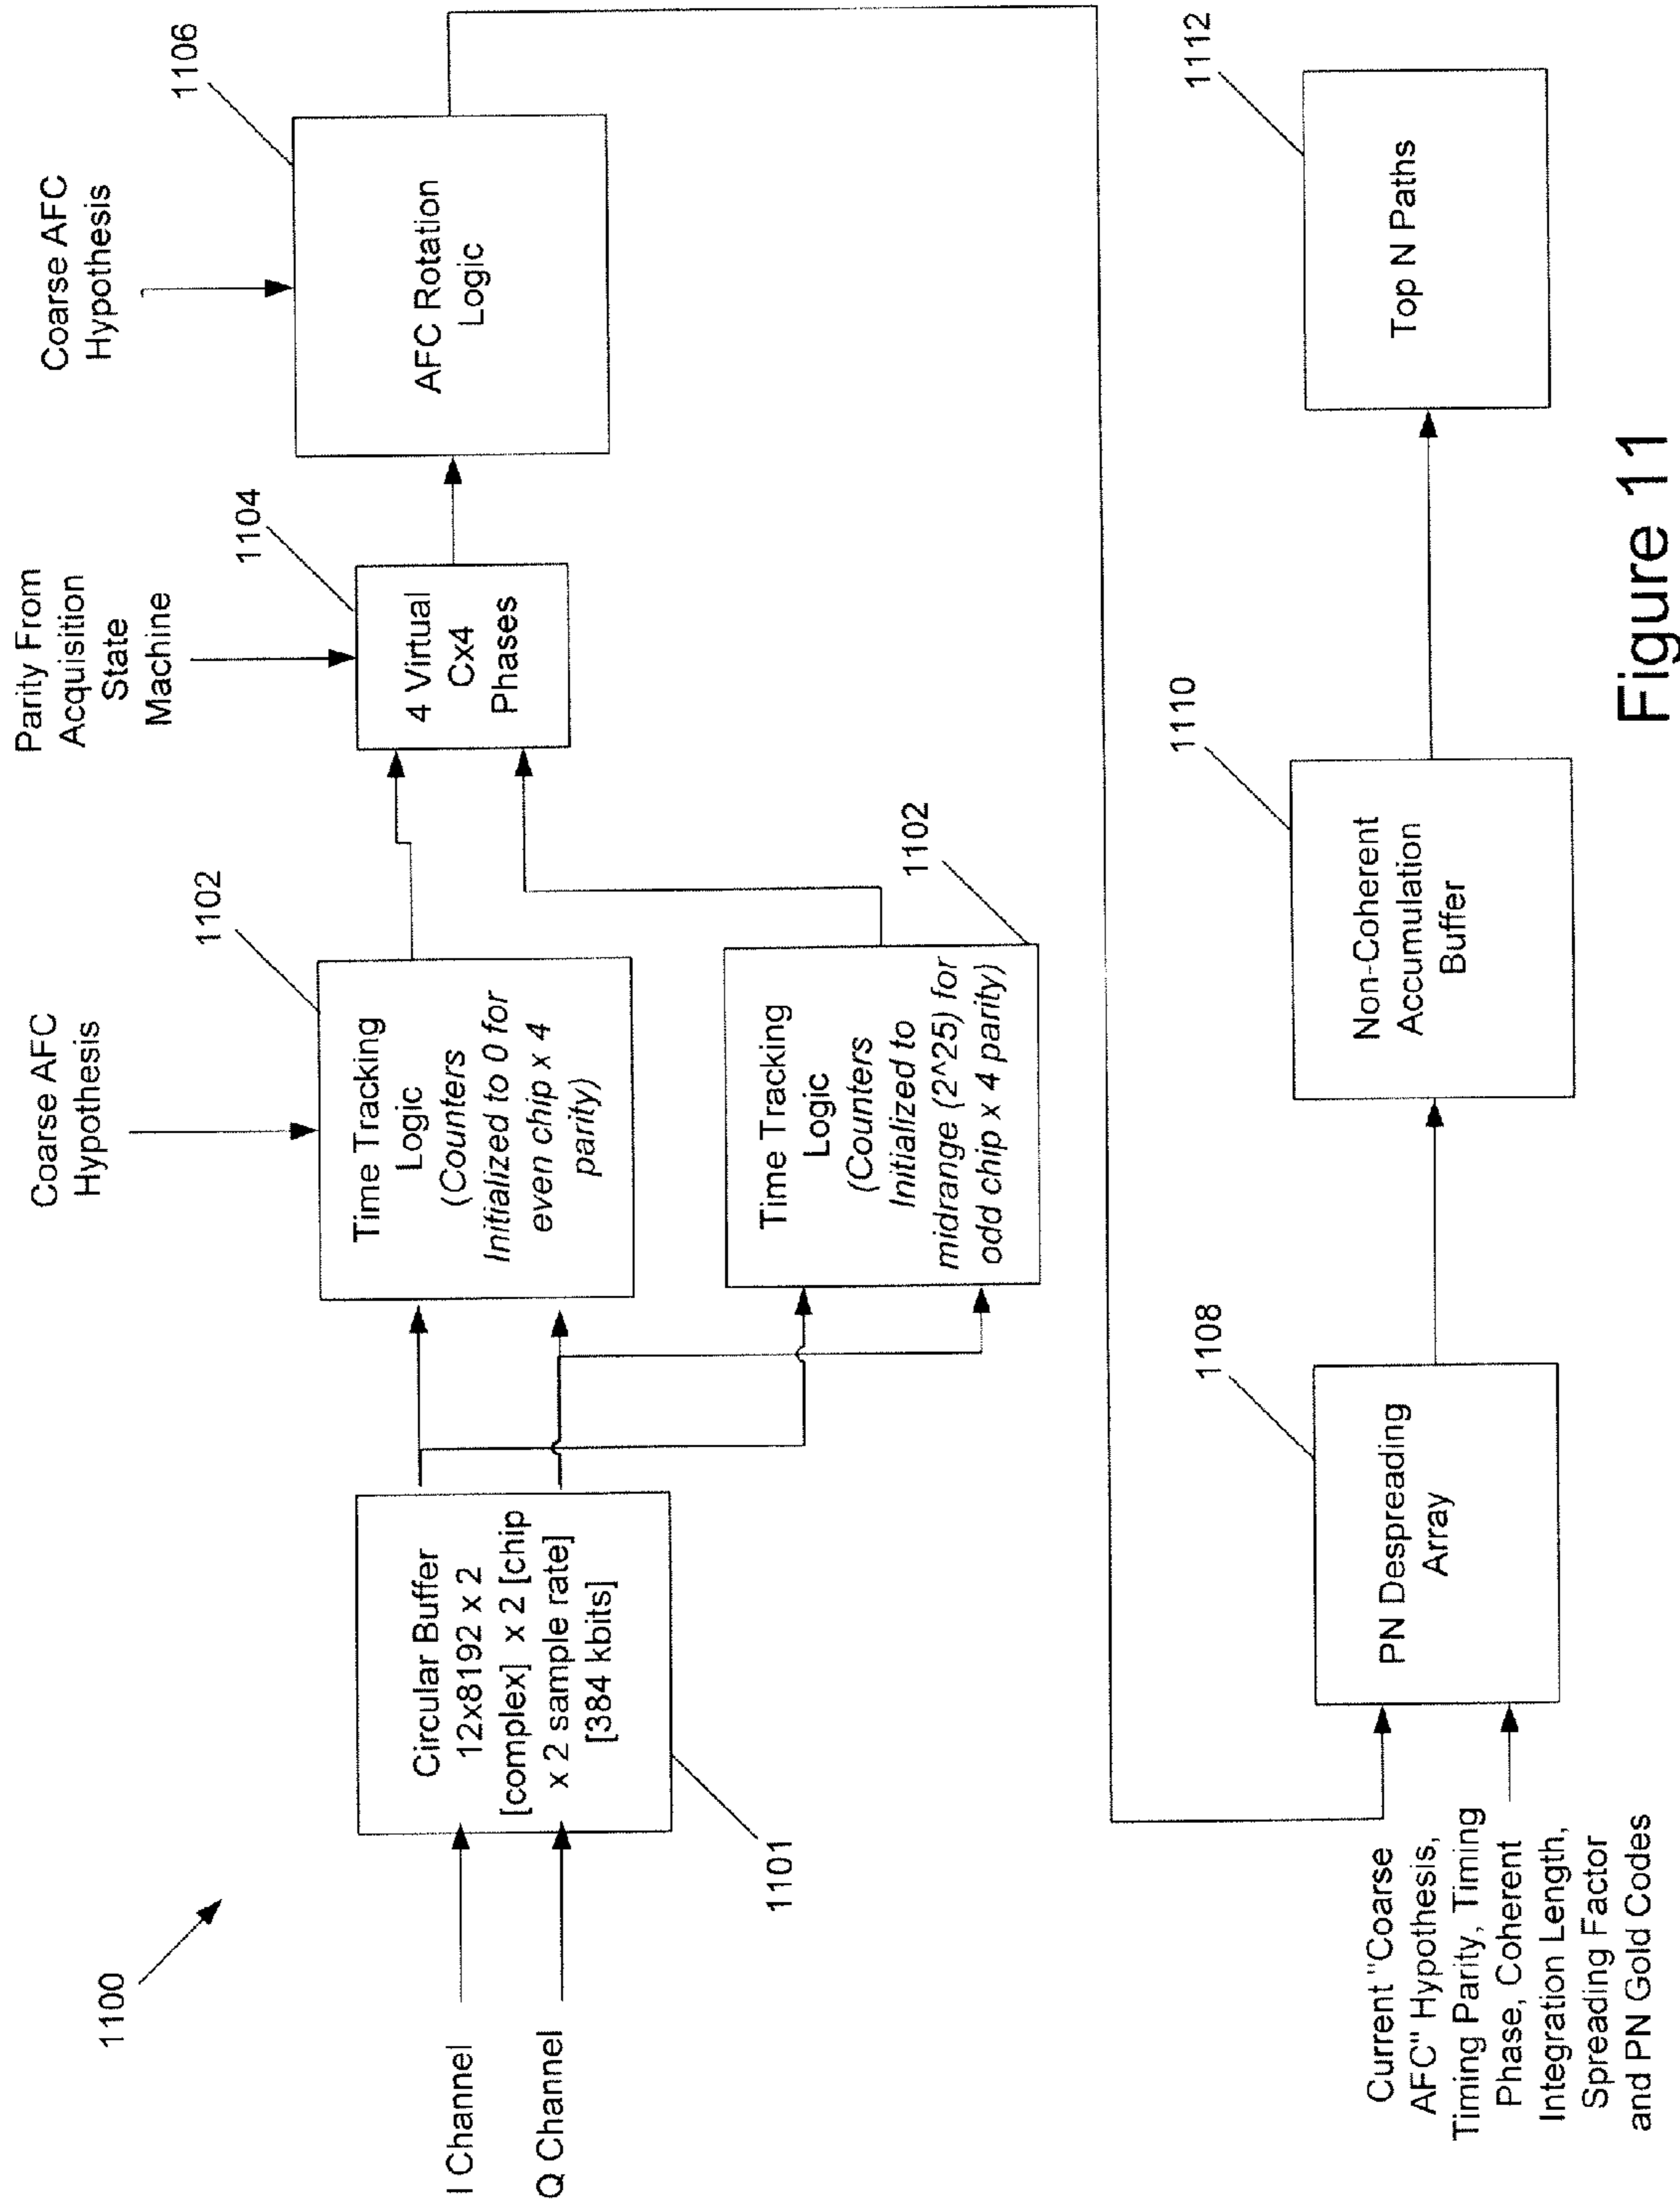 1100
I Channel
Q Channel
Circular Buffer
12x8192 x 2
[complex] x 2 [chip
x 2 sample rate]
[384 kbits]
1101
Coarse AFC
Hypothesis
1102
Time Tracking
Logic
(Counters
Initialized to 0 for
even chip x 4
parity)
Time Tracking
Logic
(Counters
Initialized to
midrange (2^25) for
odd chip x 4 parity)
1102
Parity From
Acquisition
State
Machine
1104
4 Virtual
Cx4
Phases
Coarse AFC
Hypothesis
1106
AFC Rotation
Logic
Current "Coarse
AFC" Hypothesis,
Timing Parity, Timing
Phase, Coherent
Integration Length,
Spreading Factor
and PN Gold Codes
1108
PN Despreading
Array
1110
Non-Coherent
Accumulation
Buffer
1112
Top N Paths
Figure 11